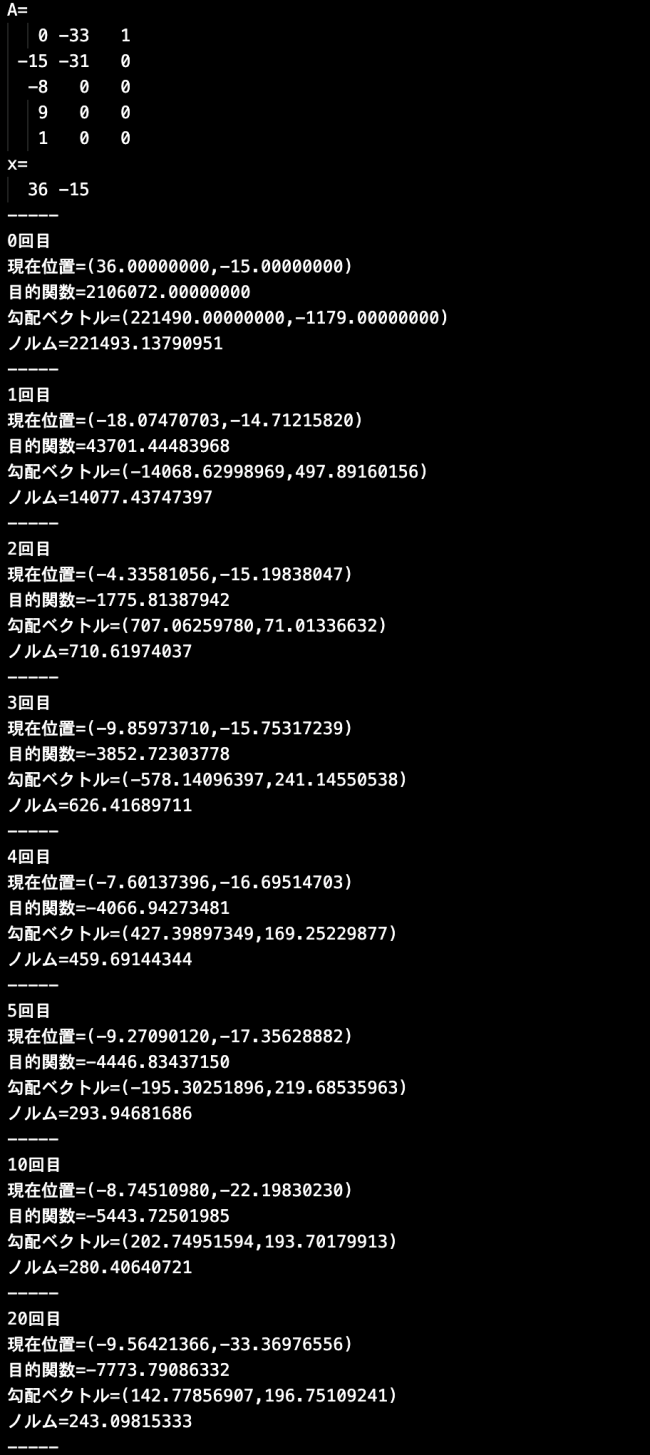 A=
0 -33 1
-15 -31 0
-8 0 0
9 0 0
1 0 0
x=
36 -15
-----
0回目
現在位置=(36.00000000,-15.00000000)
目的関数=2106072.00000000
勾配ベクトル=(221490.00000000,-1179.00000000)
ノルム=221493.13790951
-----
1回目
現在位置=(-18.07470703,-14.71215820)
目的関数=43701.44483968
勾配ベクトル=(-14068.62998969,497.89160156)
ノルム=14077.43747397
-----
2回目
現在位置=(-4.33581056,-15.19838047)
目的関数=-1775.81387942
勾配ベクトル=(707.06259780,71.01336632)
ノルム=710.61974037
-----
3回目
現在位置=(-9.85973710,-15.75317239)
目的関数=-3852.72303778
勾配ベクトル=(-578.14096397,241.14550538)
ノルム=626.41689711
-----
4回目
現在位置=(-7.60137396,-16.69514703)
目的関数=-4066.94273481
勾配ベクトル=(427.39897349,169.25229877)
ノルム=459.69144344
-----
5回目
現在位置=(-9.27090120,-17.35628882)
目的関数=-4446.83437150
勾配ベクトル=(-195.30251896,219.68535963)
ノルム=293.94681686
-----
10回目
現在位置=(-8.74510980,-22.19830230)
目的関数=-5443.72501985
勾配ベクトル=(202.74951594,193.70179913)
ノルム=280.40640721
-----
20回目
現在位置=(-9.56421366,-33.36976556)
目的関数=-7773.79086332
勾配ベクトル=(142.77856907,196.75109241)
ノルム=243.09815333
-----